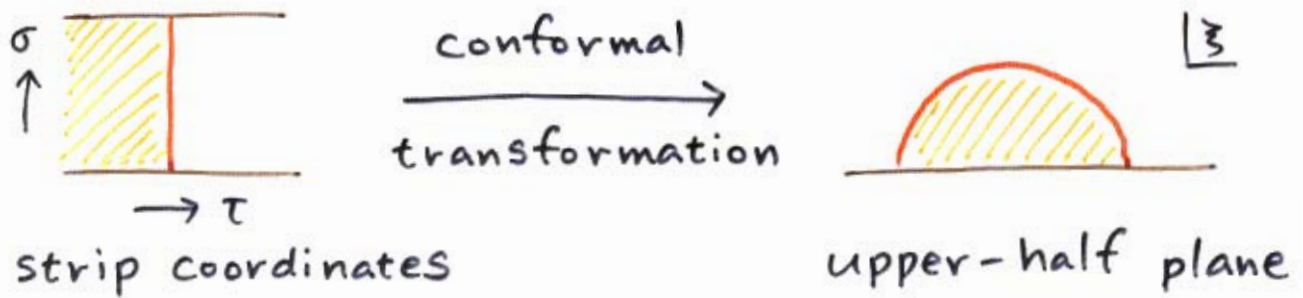 σ
↑
conformal
⟶
transformation
ξ
→ τ
strip coordinates
upper-half plane